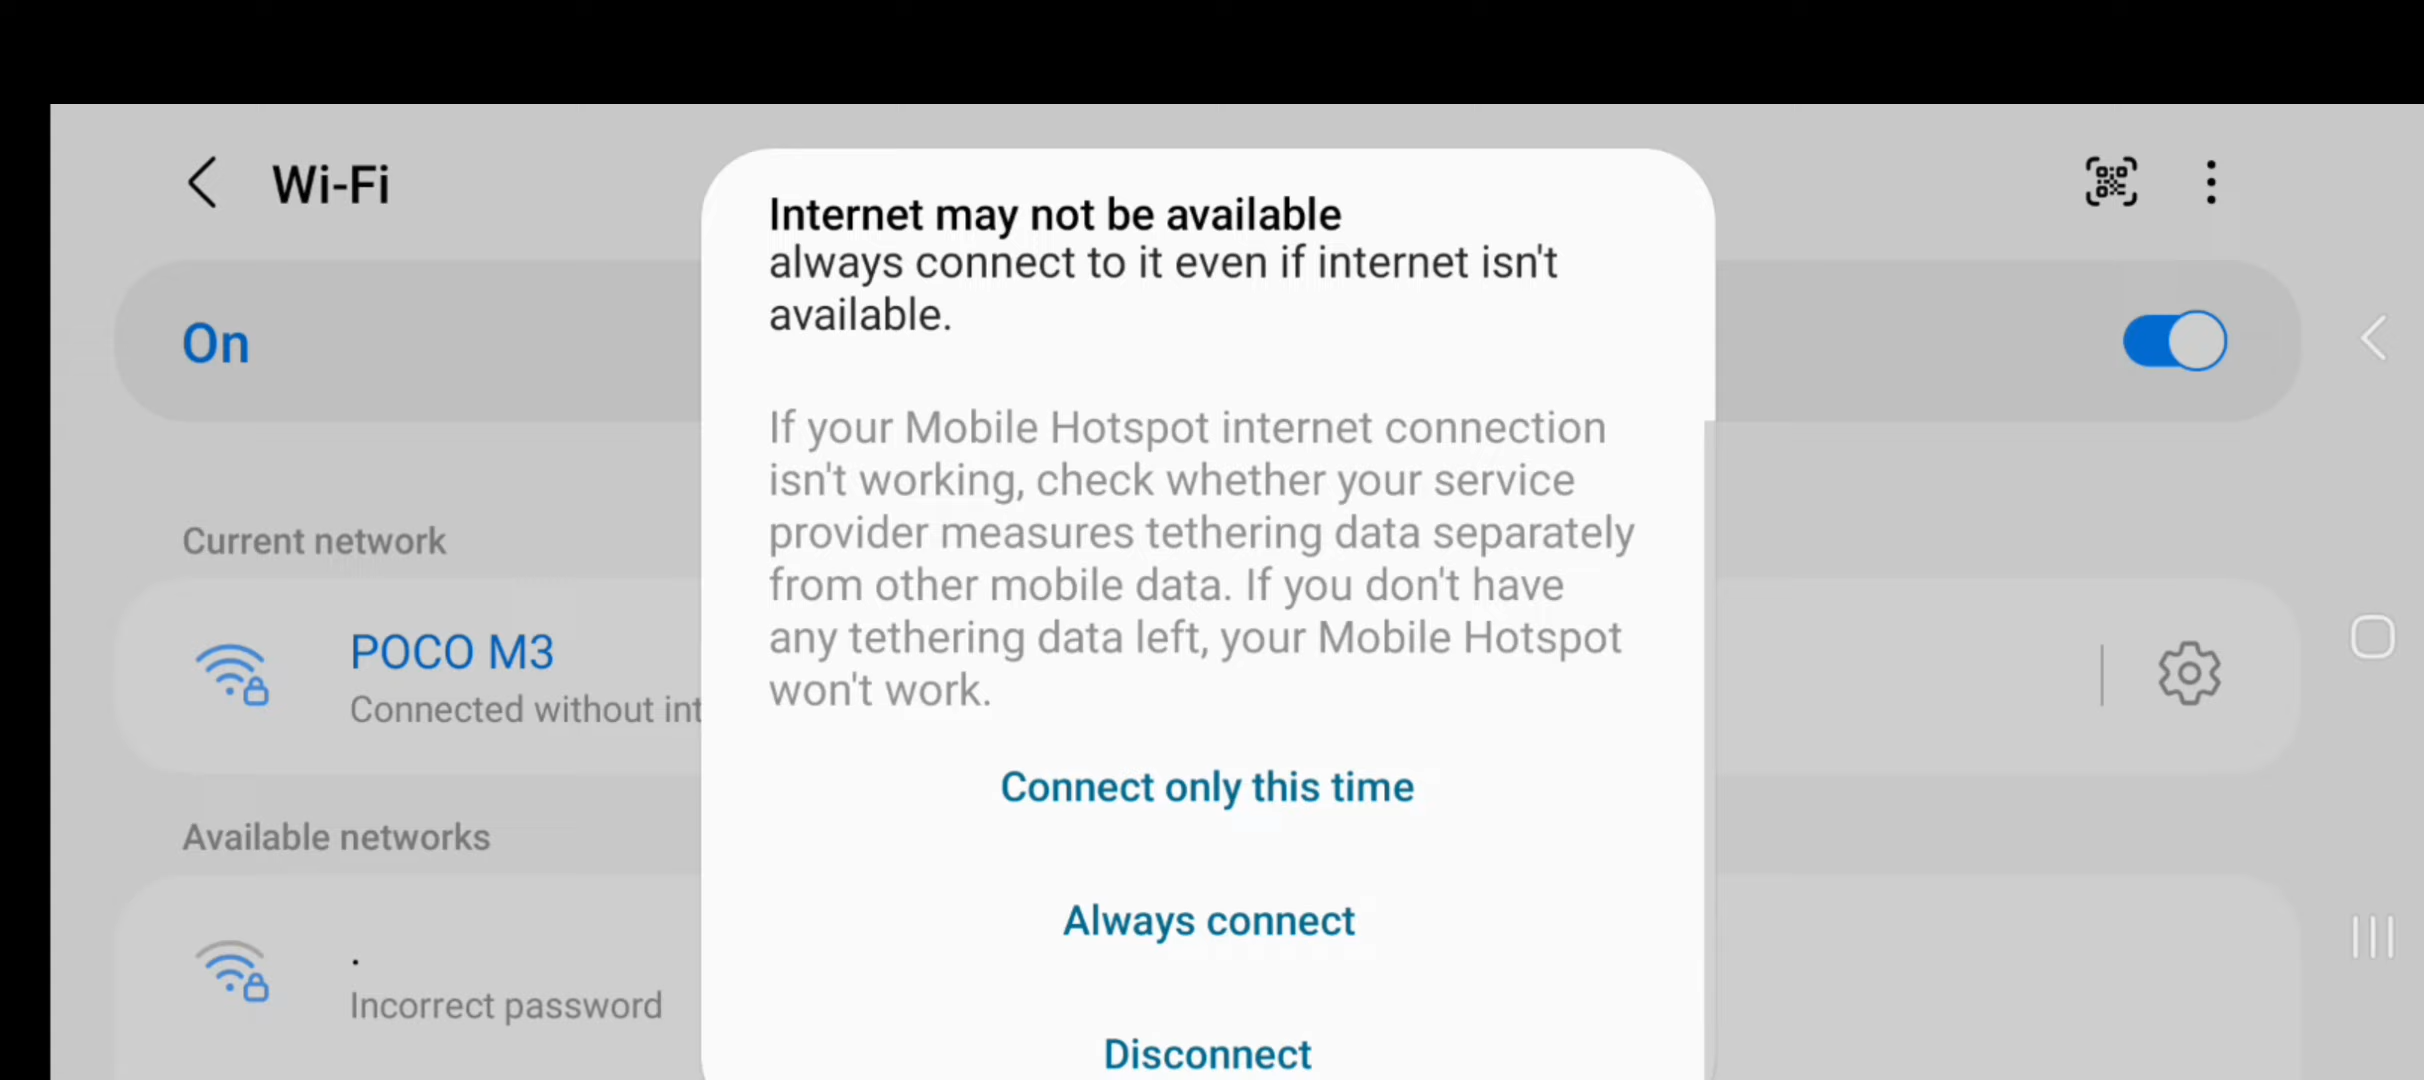 Wi-Fi
On
Current network
POCO M3
Connected without int
Available networks
.
Incorrect password
Internet may not be available
always connect to it even if internet isn't
available.
If your Mobile Hotspot internet connection
isn't working, check whether your service
provider measures tethering data separately
from other mobile data. If you don't have
any tethering data left, your Mobile Hotspot
won't work.
Connect only this time
Always connect
Disconnect